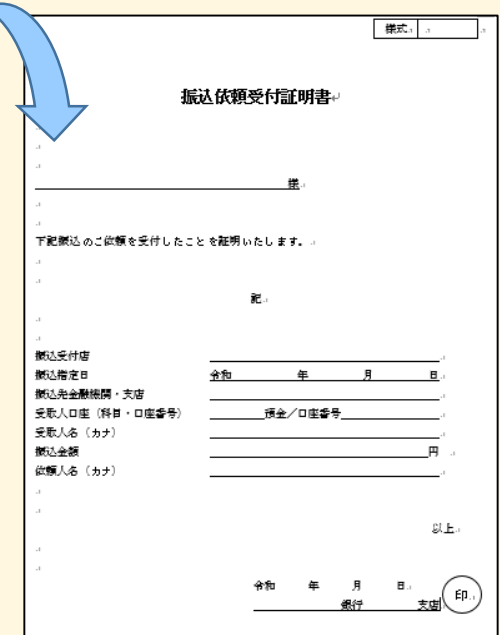 様式
振込依頼受付証明書
様
下記振込のご依頼を受付したことを証明いたします。
記
振込受付店
振込指定日 令和 年 月 日
振込先金融機関・支店
受取人口座（科目・口座番号） 預金／口座番号
受取人名（カナ）
振込金額 円
依頼人名（カナ）
以上
令和 年 月 日
銀行 支店 印